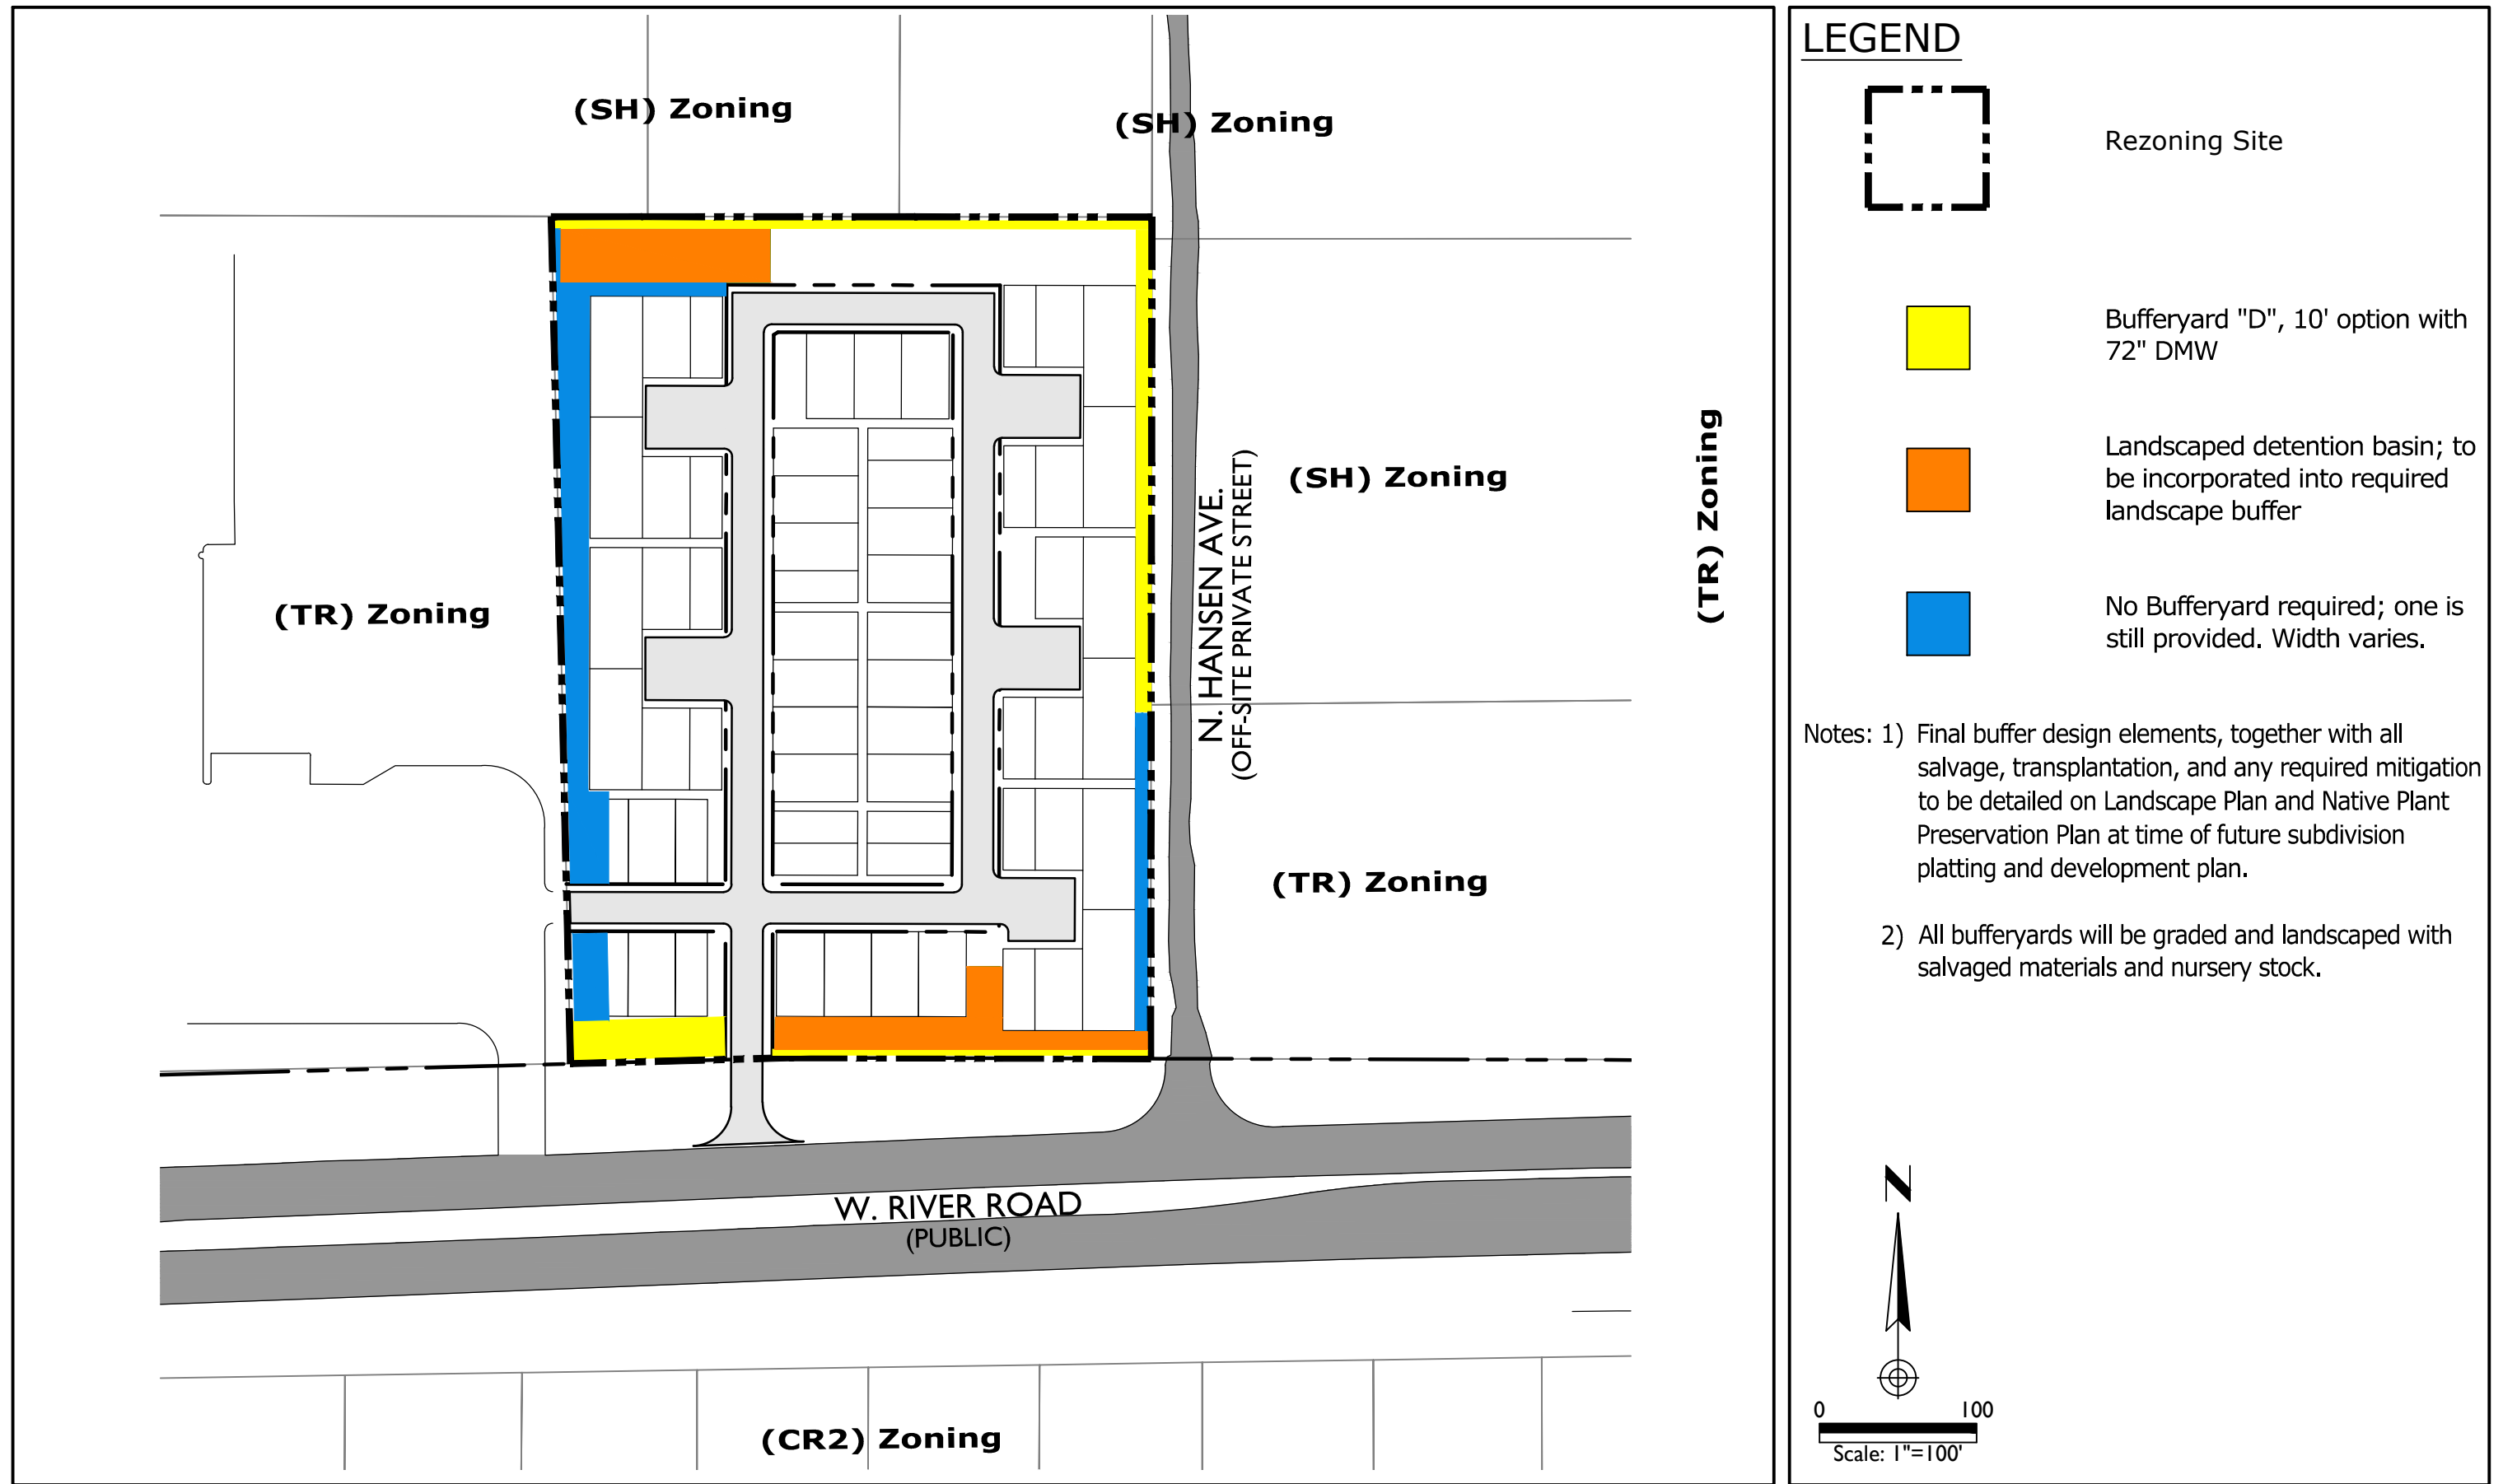 (SH) Zoning
(SH) Zoning
(SH) Zoning
(TR) Zoning
N. HANSEN AVE.
(OFF-SITE PRIVATE STREET)
(TR) Zoning
(TR) Zoning
W. RIVER ROAD
(PUBLIC)
(CR2) Zoning
LEGEND
Rezoning Site
Bufferyard "D", 10' option with
72" DMW
Landscaped detention basin; to
be incorporated into required
landscape buffer
No Bufferyard required; one is
still provided. Width varies.
Notes: 1) Final buffer design elements, together with all
salvage, transplantation, and any required mitigation
to be detailed on Landscape Plan and Native Plant
Preservation Plan at time of future subdivision
platting and development plan.
2) All bufferyards will be graded and landscaped with
salvaged materials and nursery stock.
N
0 100
Scale: 1"=100'